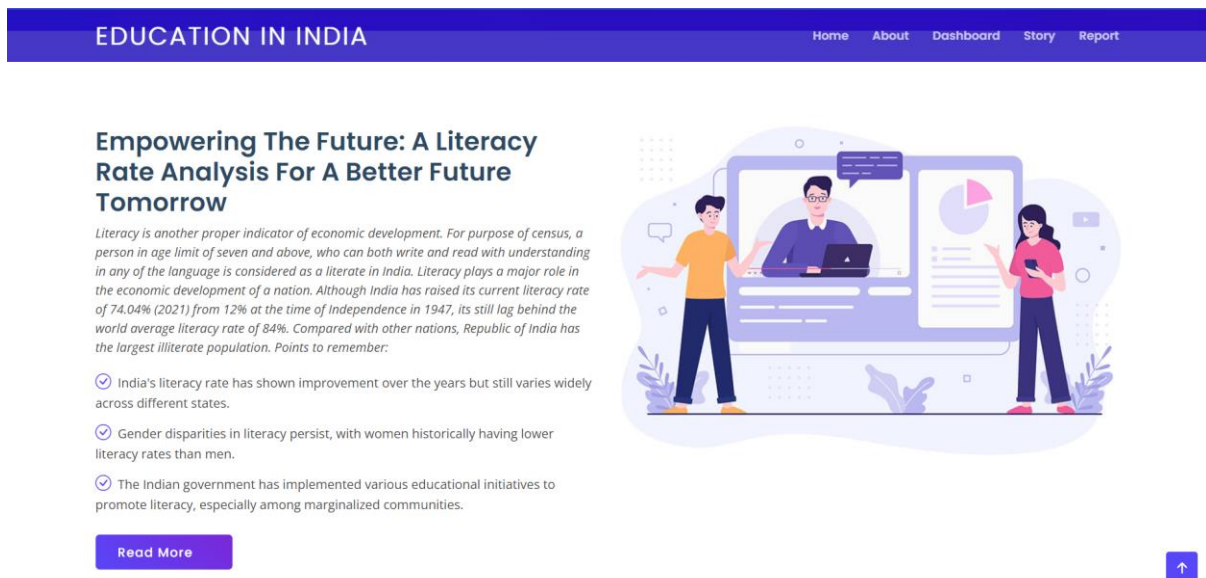 EDUCATION IN INDIA
Home About Dashboard Story Report
Empowering The Future: A Literacy
Rate Analysis For A Better Future
Tomorrow
Literacy is another proper indicator of economic development. For purpose of census, a
person in age limit of seven and above, who can both write and read with understanding
in any of the language is considered as a literate in India. Literacy plays a major role in
the economic development of a nation. Although India has raised its current literacy rate
of 74.04% (2021) from 12% at the time of Independence in 1947, its still lag behind the
world average literacy rate of 84%. Compared with other nations, Republic of India has
the largest illiterate population. Points to remember:
India's literacy rate has shown improvement over the years but still varies widely
across different states.
Gender disparities in literacy persist, with women historically having lower
literacy rates than men.
The Indian government has implemented various educational initiatives to
promote literacy, especially among marginalized communities.
Read More